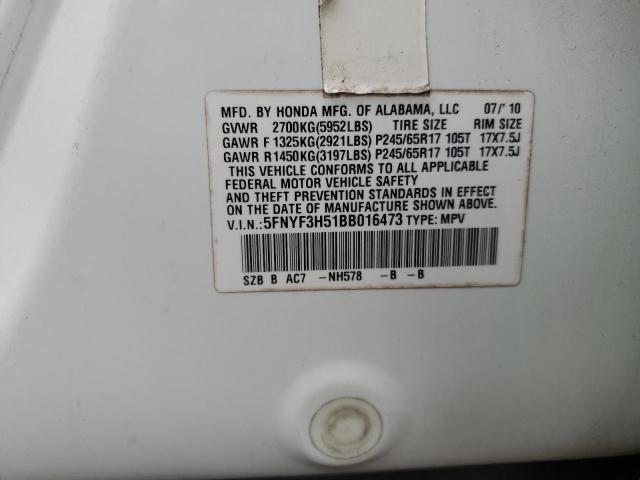 MFD. BY HONDA MFG. OF ALABAMA, LLC 07/'10
GVWR 2700KG(5952LBS) TIRE SIZE RIM SIZE
GAWR F 1325KG(2921LBS) P245/65R17 105T 17X7.5J
GAWR R1450KG(3197LBS) P245/65R17 105T 17X7.5J
THIS VEHICLE CONFORMS TO ALL APPLICABLE
FEDERAL MOTOR VEHICLE SAFETY
AND THEFT PREVENTION STANDARDS IN EFFECT
ON THE DATE OF MANUFACTURE SHOWN ABOVE.
V.I.N.:5FNYF3H51BB016473 TYPE: MPV
SZB B AC7 -NH578 -B -B